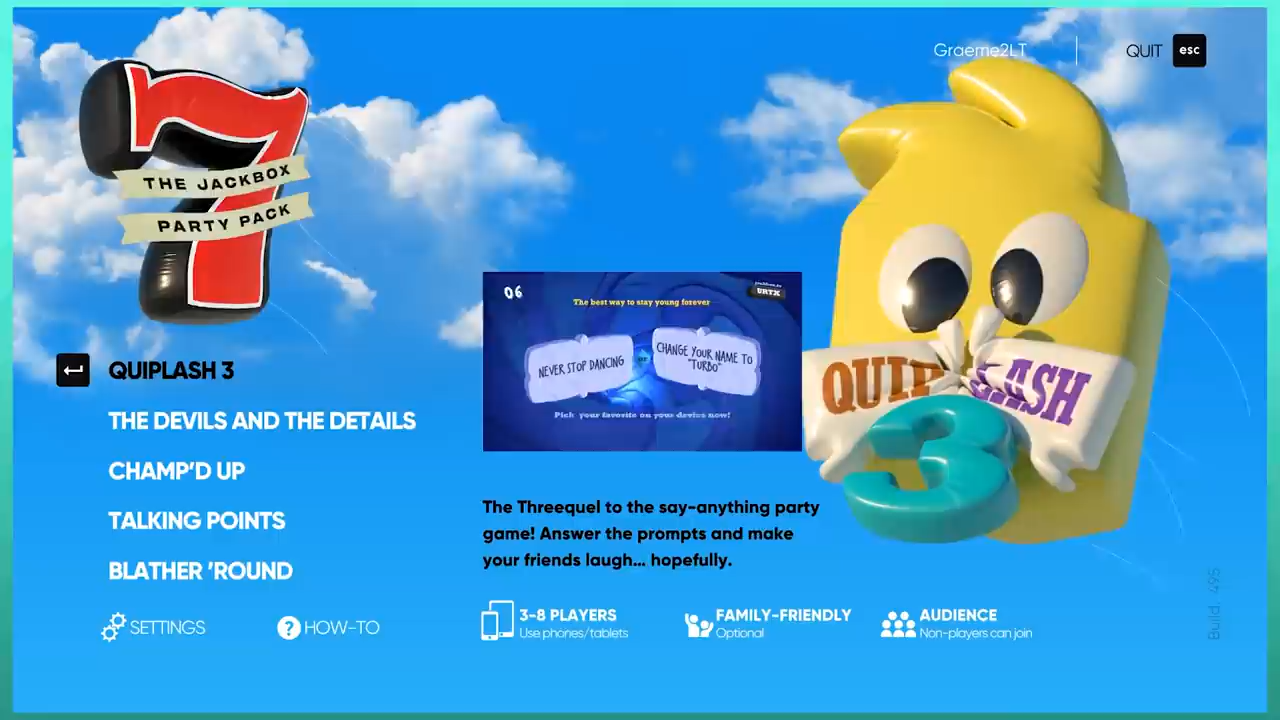 Graeme2LT
QUIT esc
7
THE JACKBOX
PARTY PACK
QUIPLASH 3
THE DEVILS AND THE DETAILS
CHAMP’D UP
TALKING POINTS
BLATHER ’ROUND
SETTINGS
? HOW-TO
06
The best way to stay young forever
URTX
NEVER STOP DANCING
or
CHANGE YOUR NAME TO
"TURBO"
Pick your favorite on your device now!
QUIPLASH
3
The Threequel to the say-anything party
game! Answer the prompts and make
your friends laugh... hopefully.
3-8 PLAYERS
Use phones/tablets
FAMILY-FRIENDLY
Optional
AUDIENCE
Non-players can join
Build: 495